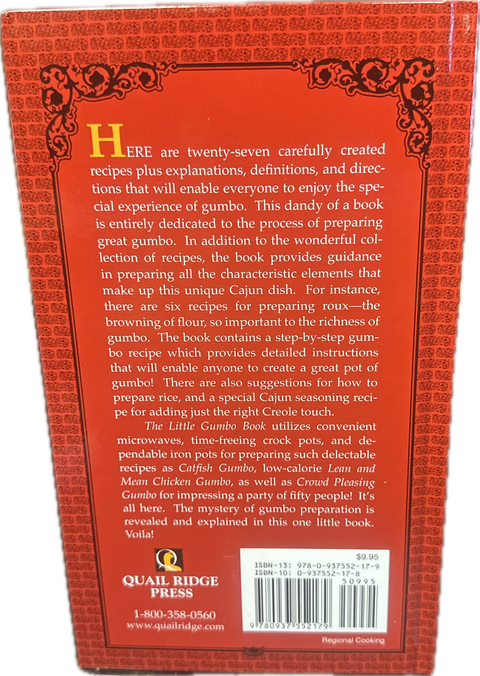 HERE are twenty-seven carefully created
recipes plus explanations, definitions, and direc-
tions that will enable everyone to enjoy the spe-
cial experience of gumbo. This dandy of a book
is entirely dedicated to the process of preparing
great gumbo. In addition to the wonderful col-
lection of recipes, the book provides guidance
in preparing all the characteristic elements that
make up this unique Cajun dish. For instance,
there are six recipes for preparing roux—the
browning of flour, so important to the richness of
gumbo. The book contains a step-by-step gum-
bo recipe which provides detailed instructions
that will enable anyone to create a great pot of
gumbo! There are also suggestions for how to
prepare rice, and a special Cajun seasoning reci-
pe for adding just the right Creole touch.
The Little Gumbo Book utilizes convenient
microwaves, time-freeing crock pots, and de-
pendable iron pots for preparing such delectable
recipes as Catfish Gumbo, low-calorie Lean and
Mean Chicken Gumbo, as well as Crowd Pleasing
Gumbo for impressing a party of fifty people! It's
all here. The mystery of gumbo preparation is
revealed and explained in this one little book.
Voila!
QUAIL RIDGE
PRESS
1-800-358-0560
www.quailridge.com
$9.95
ISBN-13: 978-0-937552-17-9
ISBN-10: 0-937552-17-8
50995
9 780937 552179
Regional Cooking